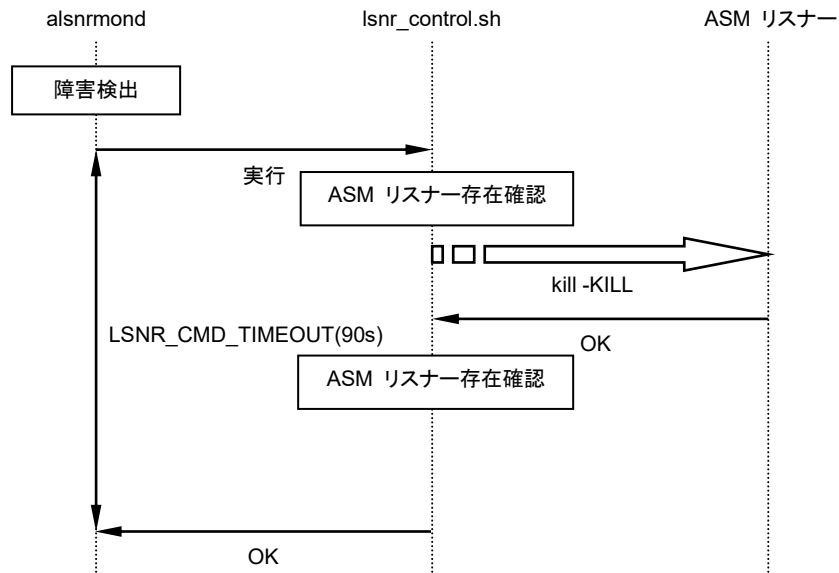 alsnrmond
lsnr_control.sh
ASM リスナー
障害検出
実行
ASM リスナー存在確認
kill -KILL
OK
LSNR_CMD_TIMEOUT(90s)
ASM リスナー存在確認
OK